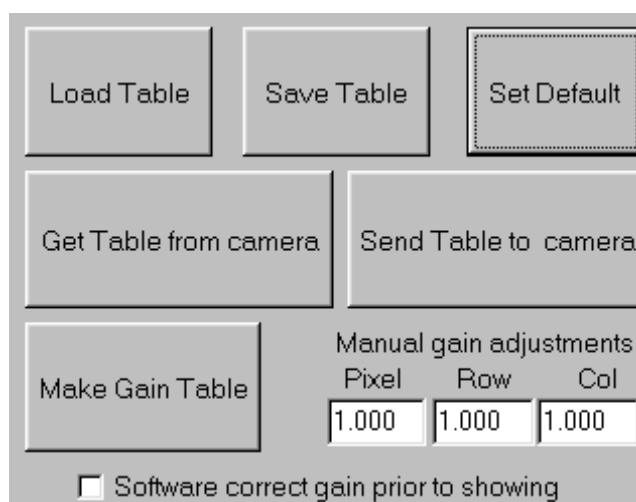 Load Table Save Table Set Default
Get Table from camera Send Table to camera
Manual gain adjustments
Make Gain Table Pixel Row Col
1.000 1.000 1.000
Software correct gain prior to showing